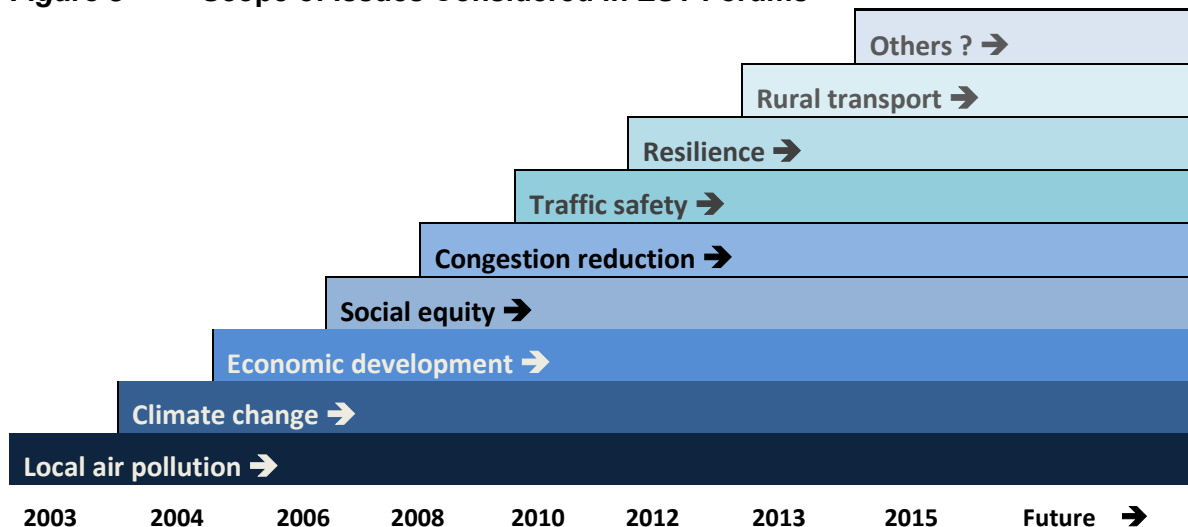 Others ? ➔
Rural transport ➔
Resilience ➔
Traffic safety ➔
Congestion reduction ➔
Social equity ➔
Economic development ➔
Climate change ➔
Local air pollution ➔
2003 2004 2006 2008 2010 2012 2013 2015 Future ➔